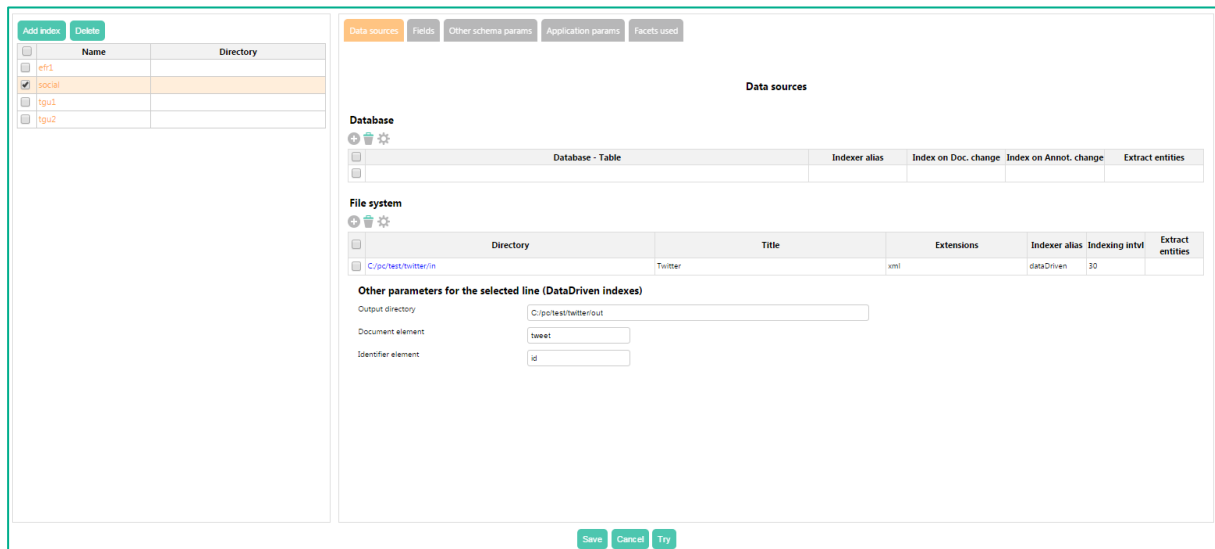 Add index Delete
Name Directory
efr1
social
tgu1
tgu2
Data sources Fields Other schema params Application params Facets used
Data sources
Database
Database - Table Indexer alias Index on Doc. change Index on Annot. change Extract entities
File system
Directory Title Extensions Indexer alias Indexing intvl Extract entities
C:/pc/test/twitter/in Twitter xml dataDriven 30
Other parameters for the selected line (DataDriven indexes)
Output directory C:/pc/test/twitter/out
Document element tweet
Identifier element id
Save Cancel Try